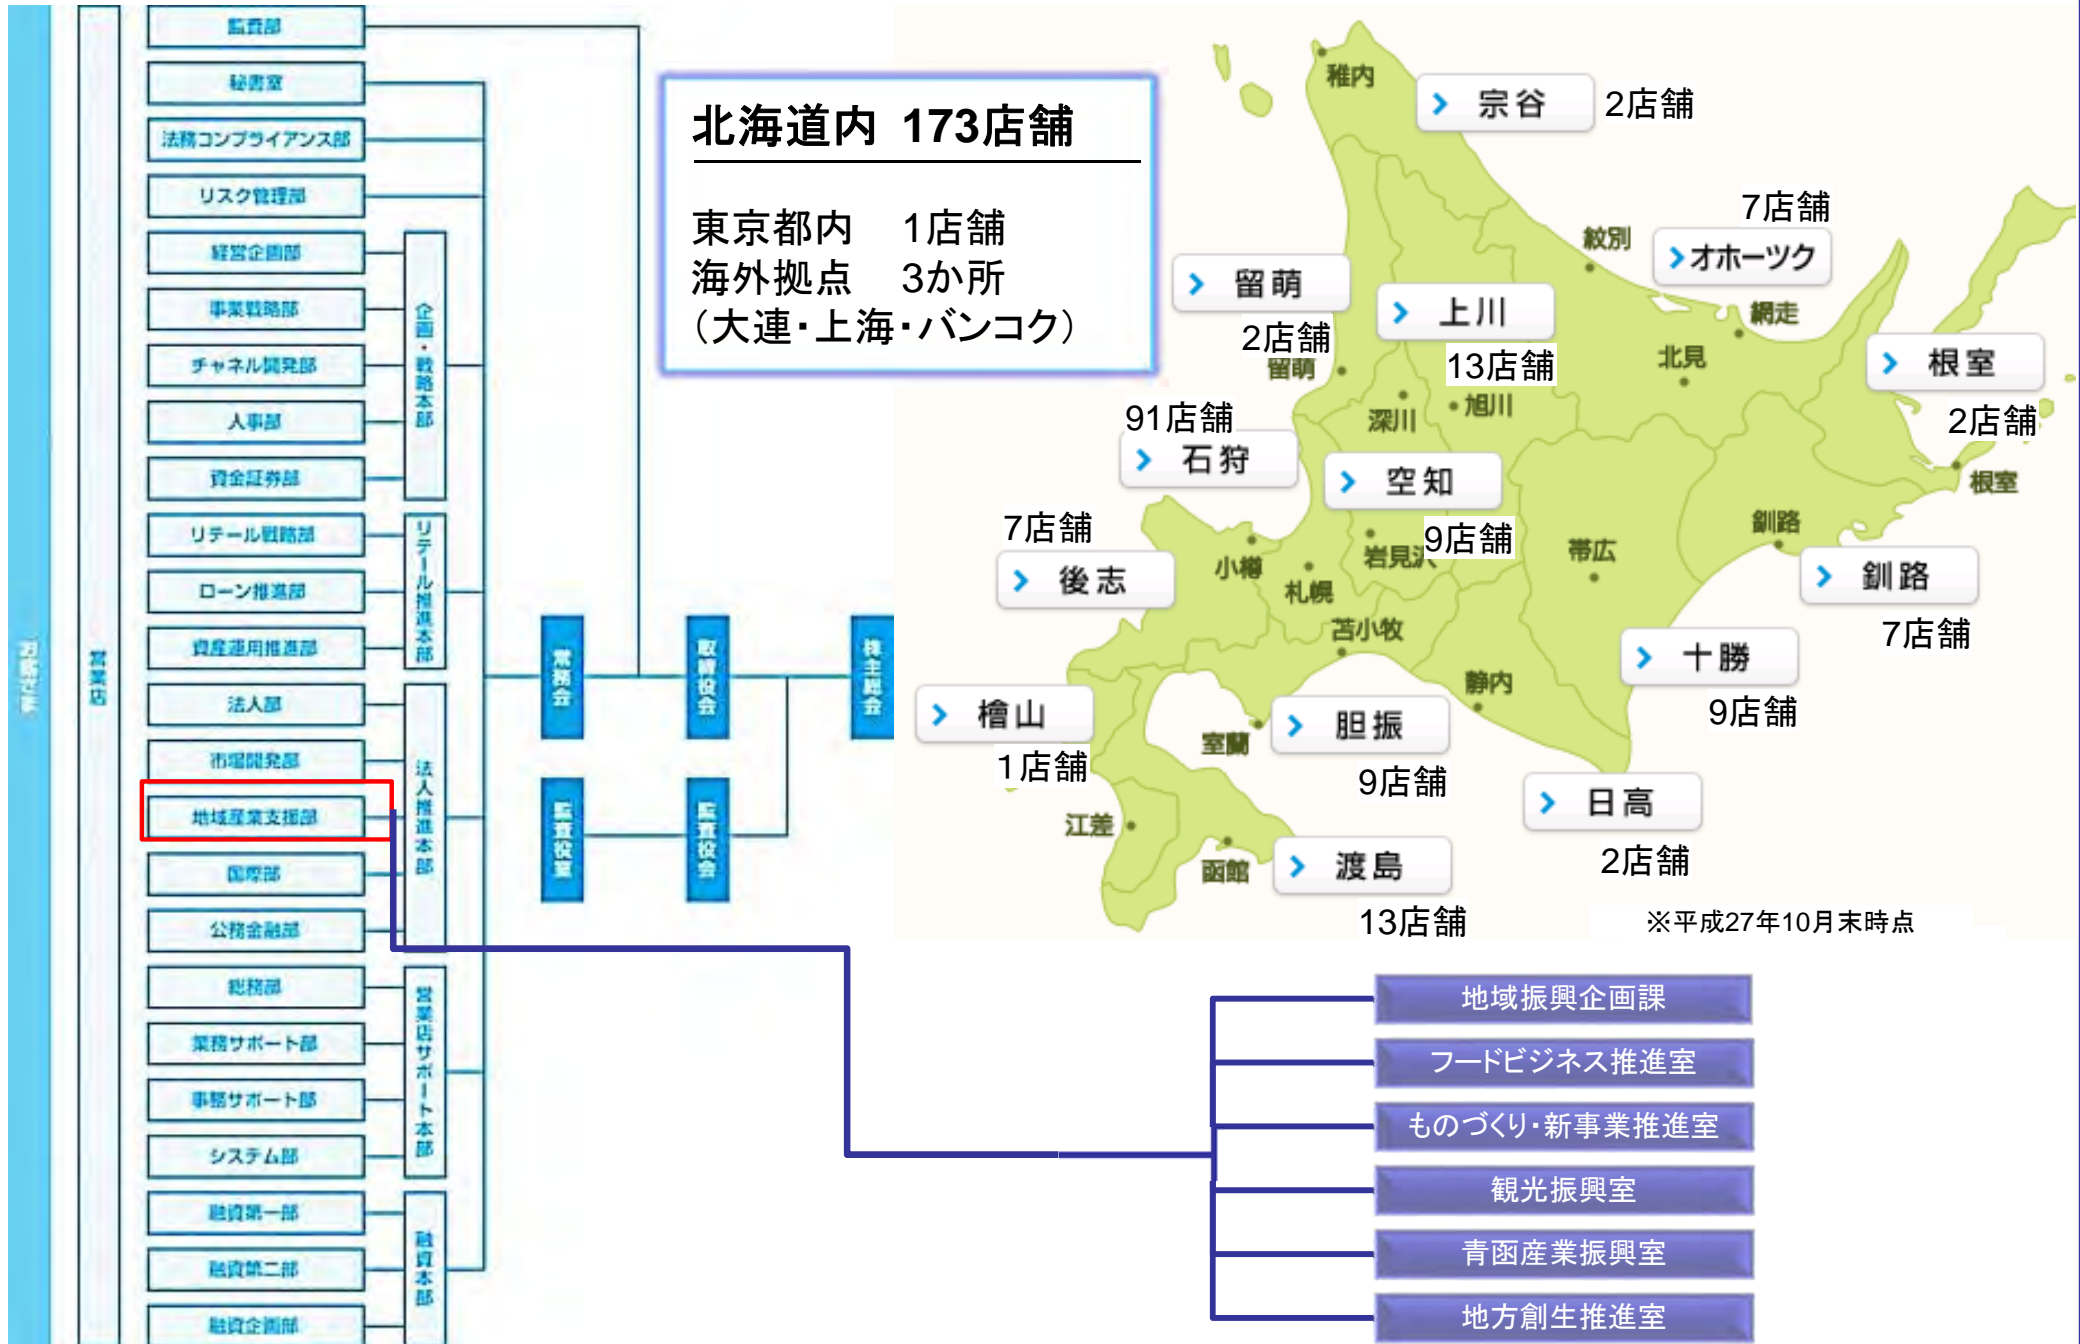 お客さま
営業店
監査部
秘書室
法務コンプライアンス部
リスク管理部
経営企画部
事業戦略部
チャネル開発部
人事部
資金証券部
企画・戦略本部
リテール戦略部
ローン推進部
資産運用推進部
リテール推進本部
法人部
市場開発部
地域産業支援部
国際部
公務金融部
法人推進本部
総務部
業務サポート部
事務サポート部
システム部
営業店サポート本部
融資第一部
融資第二部
融資企画部
融資本部
常務会
取締役会
株主総会
監査役室
監査役会
北海道内 173店舗
東京都内 1店舗
海外拠点 3か所
（大連・上海・バンコク）
稚内
宗谷 2店舗
7店舗
紋別
オホーツク
留萌
2店舗
留萌
上川
13店舗
網走
北見
根室
2店舗
根室
91店舗
石狩
深川
旭川
空知
9店舗
岩見沢
7店舗
後志
小樽
札幌
帯広
釧路
釧路
7店舗
苫小牧
十勝
9店舗
静内
檜山
1店舗
室蘭
胆振
9店舗
日高
2店舗
江差
函館
渡島
13店舗
※平成27年10月末時点
地域振興企画課
フードビジネス推進室
ものづくり・新事業推進室
観光振興室
青函産業振興室
地方創生推進室